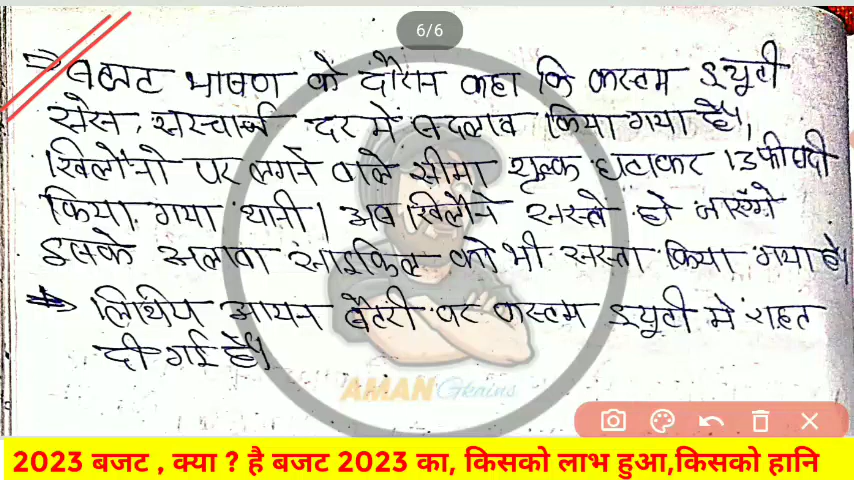 6/6
⇒ बजट भाषण के दौरान कहा कि कस्टम ड्यूटी
सेस, सरचार्ज दर में बदलाव किया गया है।,
खिलौनो पर लगने वाले सीमा शुल्क घटाकर 13 फीसदी
किया गया यानी। अब खिलौने सस्ते हो जाएँगे
इसके अलावा साइकिल को भी सस्ता किया गया है।
⇒ लिथियम आयन बैटरी पर कस्टम ड्यूटी में राहत
दी गई है।
AMAN Gkains
2023 बजट , क्या ? है बजट 2023 का, किसको लाभ हुआ,किसको हानि